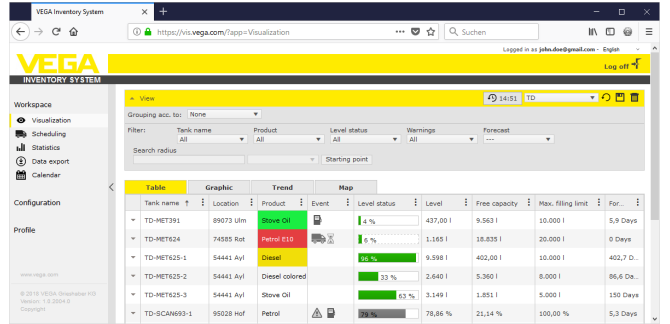 VEGA Inventory System
https://vis.vega.com/?app=Visualization
Suchen
Logged in as john.doe@gmail.com - English
VEGA
Log off
INVENTORY SYSTEM
View
14:51
TD
Workspace
Visualization
Scheduling
Statistics
Data export
Calendar
Configuration
Profile
www.vega.com
Copyright
Grouping acc. to: None
Filter: Tank name Product Level status Warnings Forecast
All All All All ---
Search radius
Starting point
Table Graphic Trend Map
Tank name Location Product Event Level status Level Free capacity Max. filling limit For...
TD-MET391 89073 Ulm Stove Oil 4 % 437,00 l 9.563 l 10.000 l 5,9 Days
TD-MET624 74585 Rot Petrol E10 6 % 1.165 l 18.835 l 20.000 l 0 Days
TD-MET625-1 54441 Ayl Diesel 96 % 9.598 l 402,00 l 10.000 l 402,7 D...
TD-MET625-2 54441 Ayl Diesel colored 33 % 2.640 l 5.360 l 8.000 l 86,6 Da...
TD-MET625-3 54441 Ayl Stove Oil 63 % 3.149 l 1.851 l 5.000 l 150 Days
TD-SCAN693-1 95028 Hof Petrol 79 % 78,86 % 21,14 % 100,00 % 5,3 Days